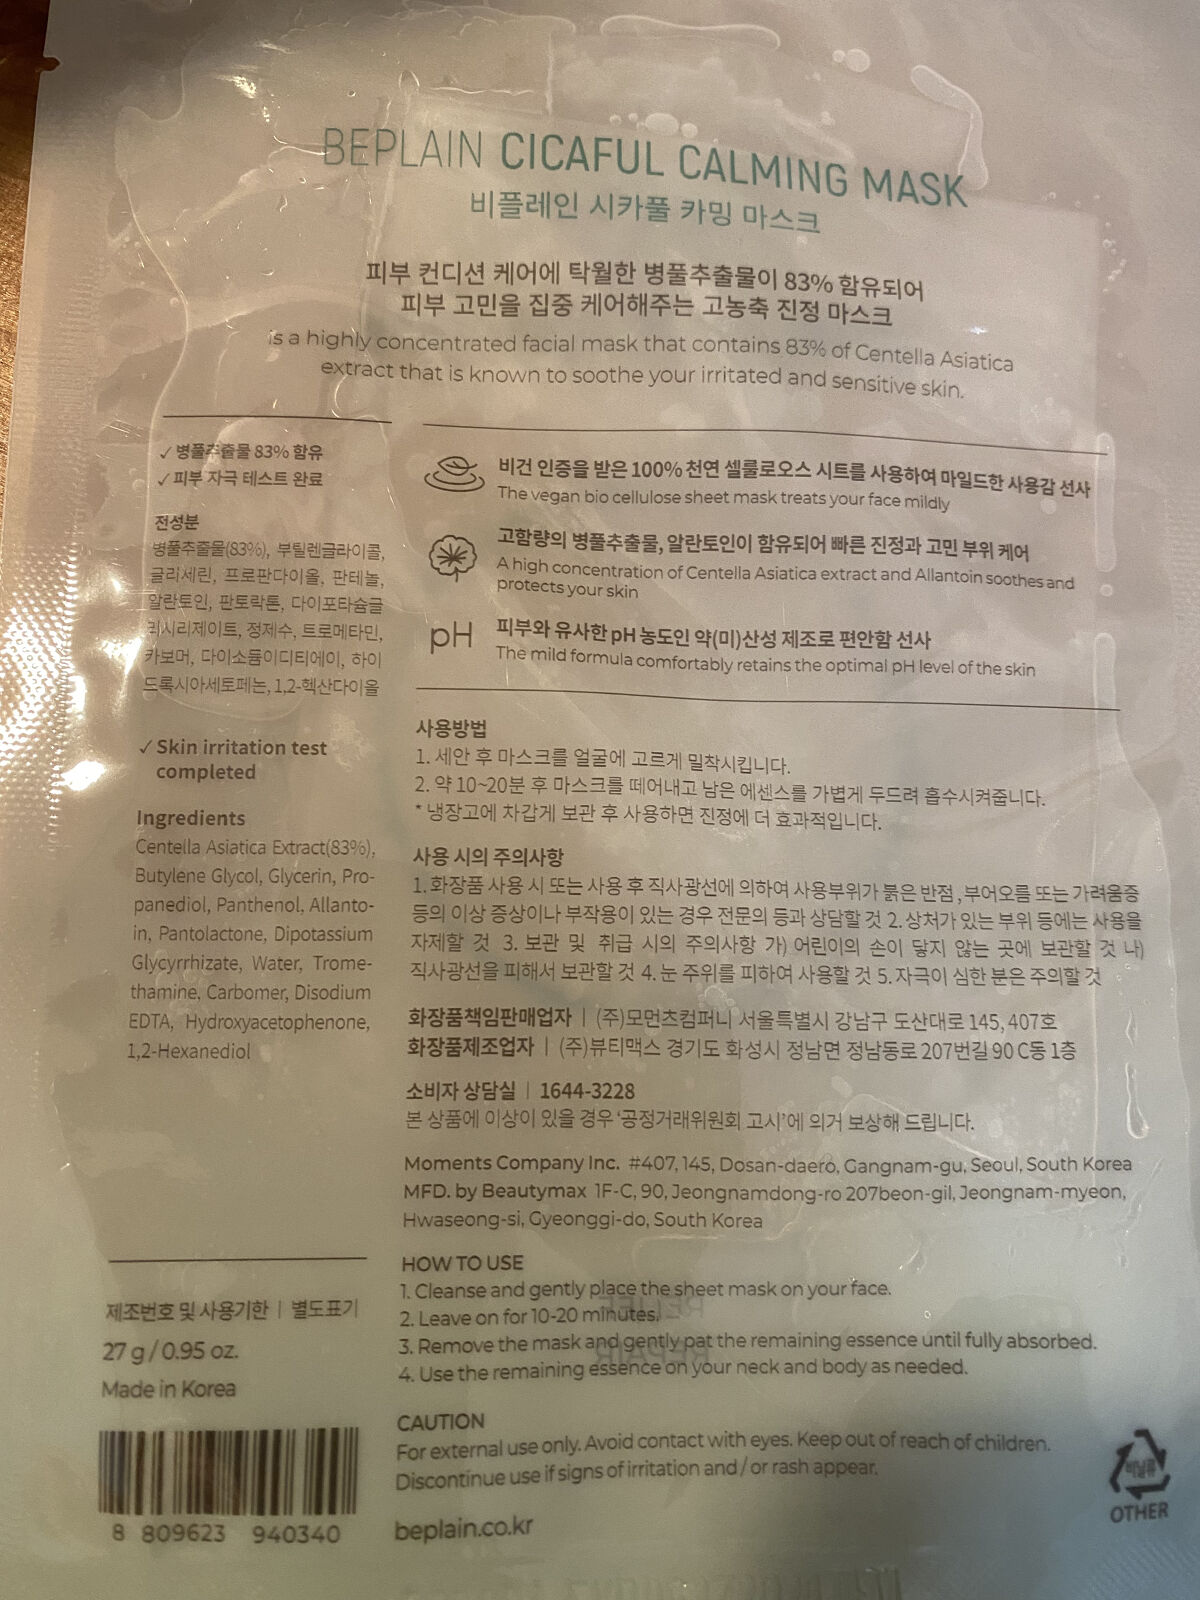 BEPLAIN CICAFUL CALMING MASK
비플레인 시카풀 카밍 마스크
피부 컨디션 케어에 탁월한 병풀추출물이 83% 함유되어
피부 고민을 집중 케어해주는 고농축 진정 마스크
is a highly concentrated facial mask that contains 83% of Centella Asiatica
extract that is known to soothe your irritated and sensitive skin.
✓ 병풀추출물 83% 함유
✓ 피부 자극 테스트 완료
전성분
병풀추출물(83%), 부틸렌글라이콜,
글리세린, 프로판다이올, 판테놀,
알란토인, 판토락톤, 다이포타슘글
리시리제이트, 정제수, 트로메타민,
카보머, 다이소듐이디티에이, 하이
드록시아세토페논, 1,2-헥산다이올
✓ Skin irritation test
completed
Ingredients
Centella Asiatica Extract(83%),
Butylene Glycol, Glycerin, Pro-
panediol, Panthenol, Allanto-
in, Pantolactone, Dipotassium
Glycyrrhizate, Water, Trome-
thamine, Carbomer, Disodium
EDTA, Hydroxyacetophenone,
1,2-Hexanediol
비건 인증을 받은 100% 천연 셀룰로오스 시트를 사용하여 마일드한 사용감 선사
The vegan bio cellulose sheet mask treats your face mildly
고함량의 병풀추출물, 알란토인이 함유되어 빠른 진정과 고민 부위 케어
A high concentration of Centella Asiatica extract and Allantoin soothes and
protects your skin
pH
피부와 유사한 pH 농도인 약(미)산성 제조로 편안함 선사
The mild formula comfortably retains the optimal pH level of the skin
사용방법
1. 세안 후 마스크를 얼굴에 고르게 밀착시킵니다.
2. 약 10~20분 후 마스크를 떼어내고 남은 에센스를 가볍게 두드려 흡수시켜줍니다.
* 냉장고에 차갑게 보관 후 사용하면 진정에 더 효과적입니다.
사용 시의 주의사항
1. 화장품 사용 시 또는 사용 후 직사광선에 의하여 사용부위가 붉은 반점 ,부어오름 또는 가려움증
등의 이상 증상이나 부작용이 있는 경우 전문의 등과 상담할 것 2. 상처가 있는 부위 등에는 사용을
자제할 것 3. 보관 및 취급 시의 주의사항 가) 어린이의 손이 닿지 않는 곳에 보관할 것 나)
직사광선을 피해서 보관할 것 4. 눈 주위를 피하여 사용할 것 5. 자극이 심한 분은 주의할 것
화장품책임판매업자 | (주)모먼츠컴퍼니 서울특별시 강남구 도산대로 145, 407호
화장품제조업자 | (주)뷰티맥스 경기도 화성시 정남면 정남동로 207번길 90 C동 1층
소비자 상담실 | 1644-3228
본 상품에 이상이 있을 경우 '공정거래위원회 고시'에 의거 보상해 드립니다.
Moments Company Inc. #407, 145, Dosan-daero, Gangnam-gu, Seoul, South Korea
MFD. by Beautymax 1F-C, 90, Jeongnamdong-ro 207beon-gil, Jeongnam-myeon,
Hwaseong-si, Gyeonggi-do, South Korea
HOW TO USE
1. Cleanse and gently place the sheet mask on your face.
2. Leave on for 10-20 minutes.
3. Remove the mask and gently pat the remaining essence until fully absorbed.
4. Use the remaining essence on your neck and body as needed.
CAUTION
For external use only. Avoid contact with eyes. Keep out of reach of children.
Discontinue use if signs of irritation and / or rash appear.
beplain.co.kr
제조번호 및 사용기한 | 별도표기
27 g / 0.95 oz.
Made in Korea
8 809623 940340
비닐류
OTHER